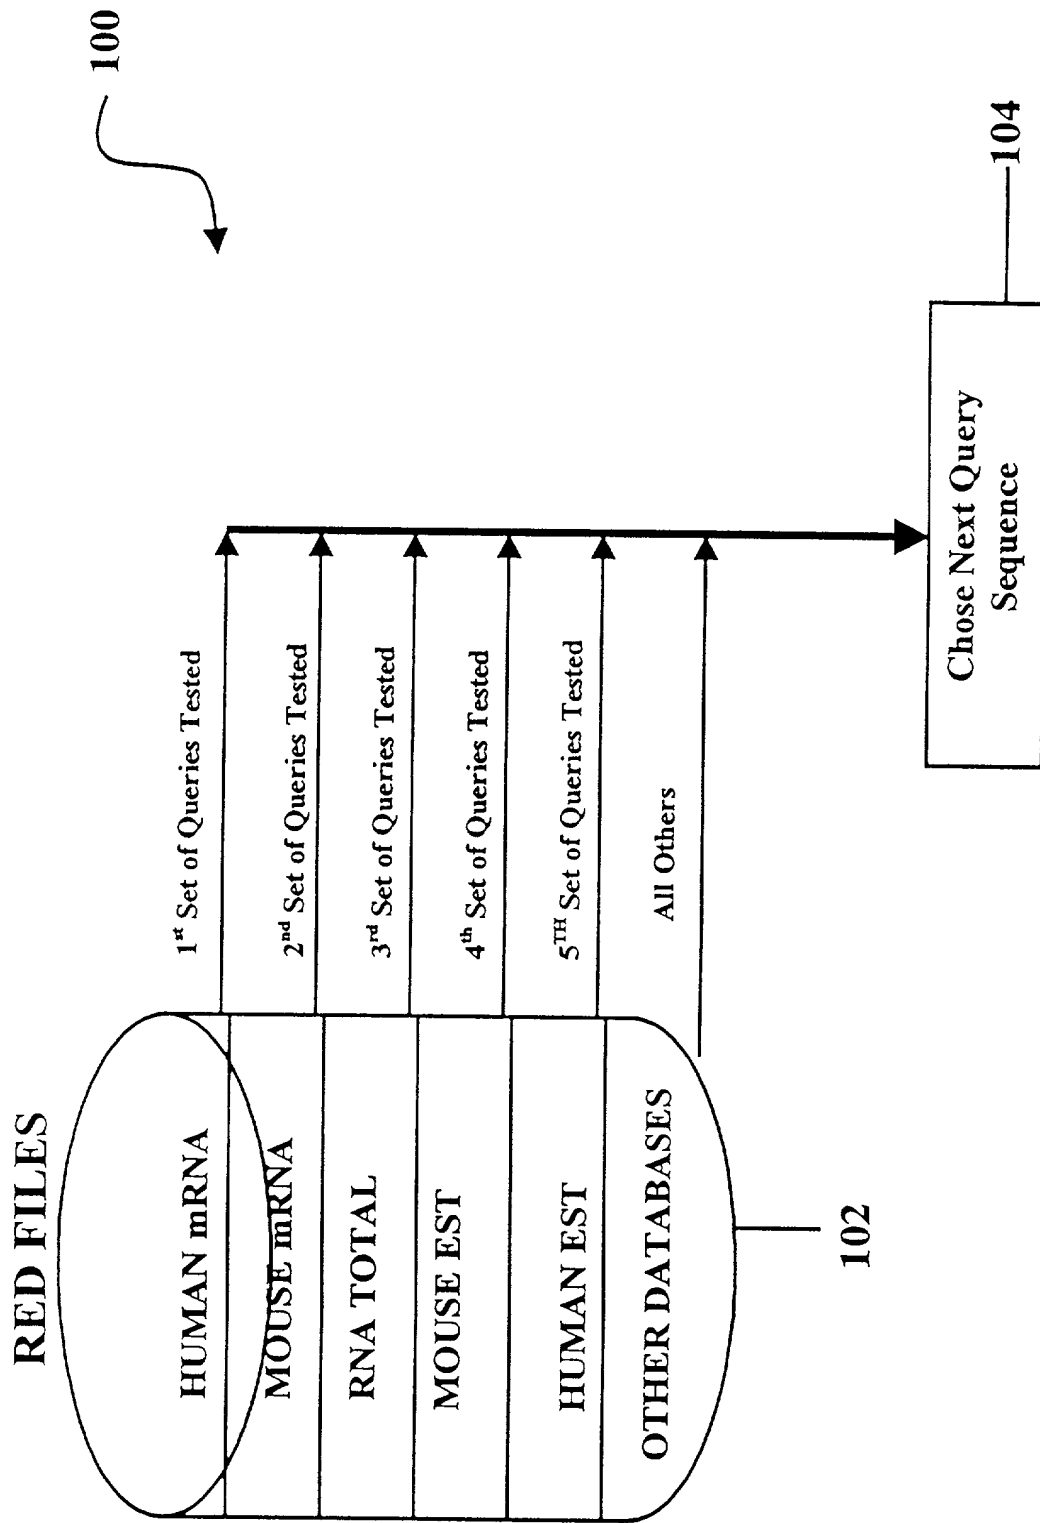 RED FILES
100
HUMAN mRNA
1st Set of Queries Tested
MOUSE mRNA
2nd Set of Queries Tested
RNA TOTAL
3rd Set of Queries Tested
MOUSE EST
4th Set of Queries Tested
HUMAN EST
5TH Set of Queries Tested
OTHER DATABASES
All Others
102
Chose Next Query
Sequence
104